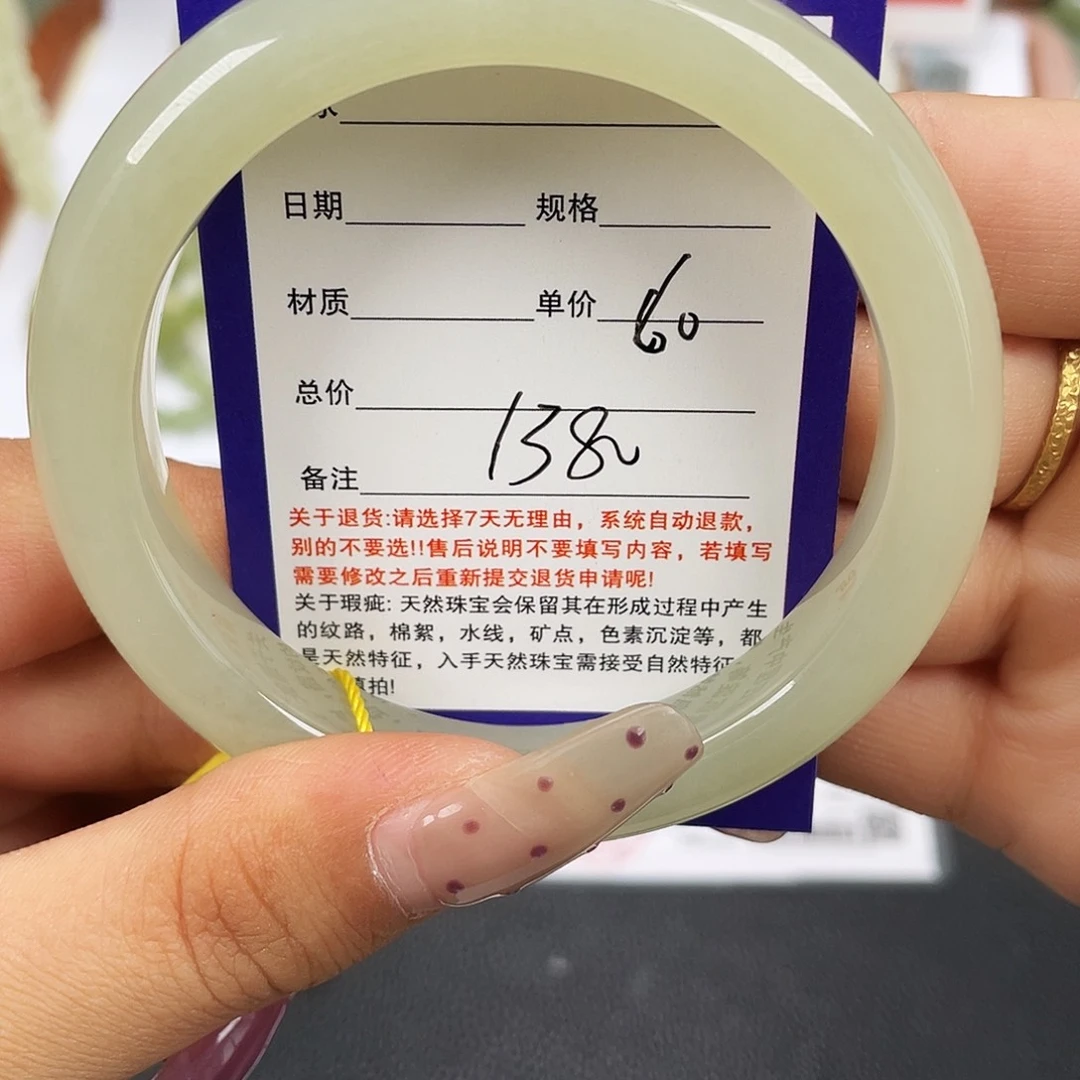 日期 规格
材质 单价 60
总价
138
备注
关于退货:请选择7天无理由，系统自动退款，
别的不要选!!售后说明不要填写内容，若填写
需要修改之后重新提交退货申请呢!
关于瑕疵: 天然珠宝会保留其在形成过程中产生
的纹路，棉絮，水线，矿点，色素沉淀等，都
是天然特征，入手天然珠宝需接受自然特征
慎拍!